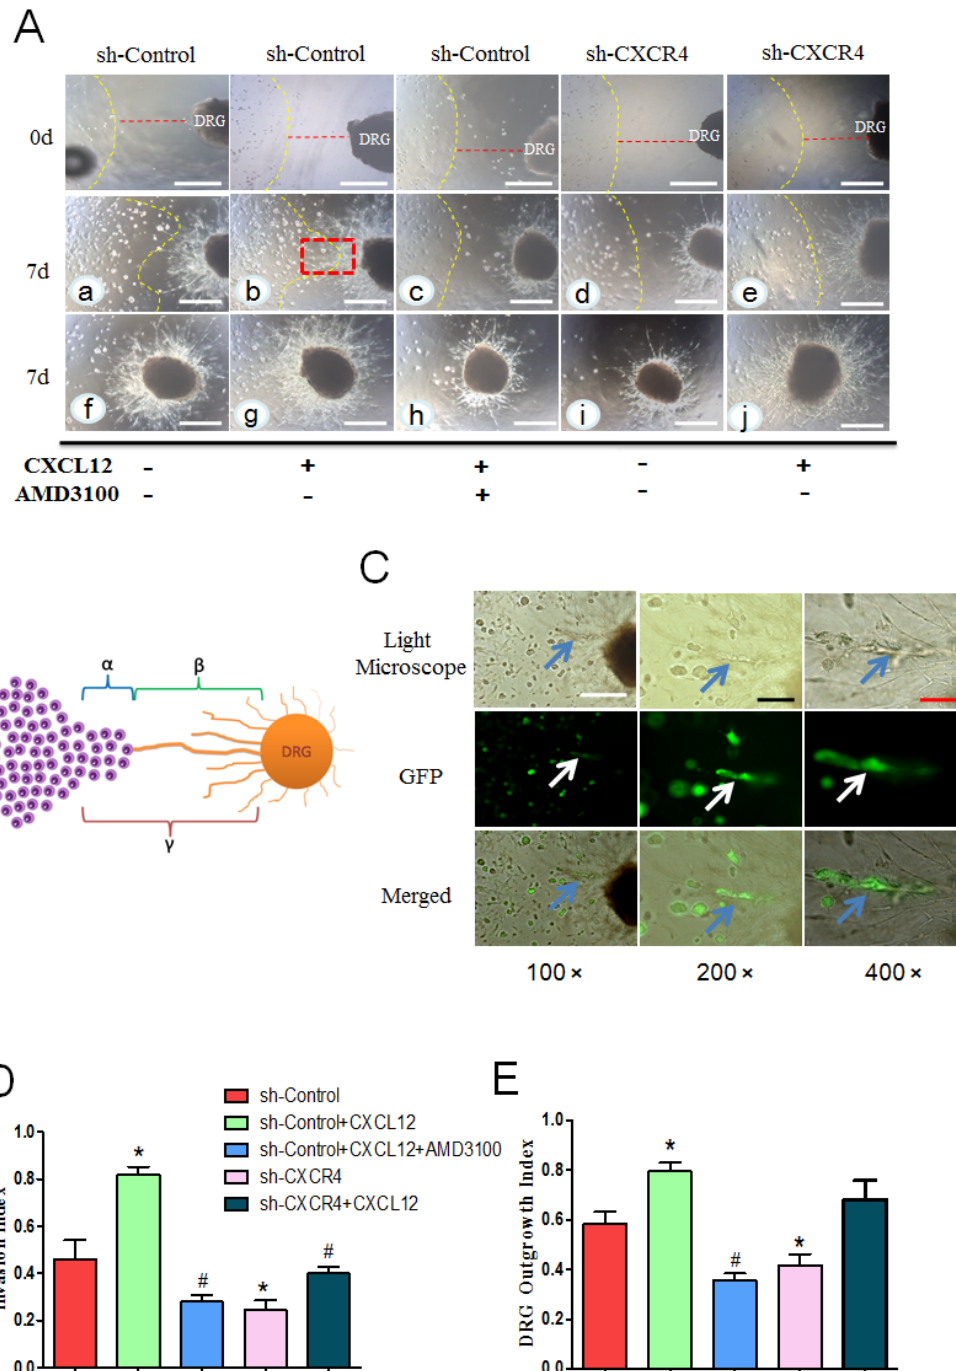 A
sh-Control sh-Control sh-Control sh-CXCR4 sh-CXCR4
0d DRG DRG DRG DRG DRG
7d a b c d e
7d f g h i j
CXCL12 - + + - +
AMD3100 - - + - -
C
Light
Microscope
α β
DRG
γ
GFP
Merged
100 × 200 × 400 ×
D
E
sh-Control
sh-Control+CXCL12
sh-Control+CXCL12+AMD3100
sh-CXCR4
sh-CXCR4+CXCL12
Invasion Index
1.0
0.8
0.6
0.4
0.2
0.0
* # * #
DRG Outgrowth Index
1.0
0.8
0.6
0.4
0.2
0.0
* # *